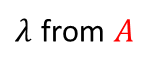 𝜆 from 𝐴